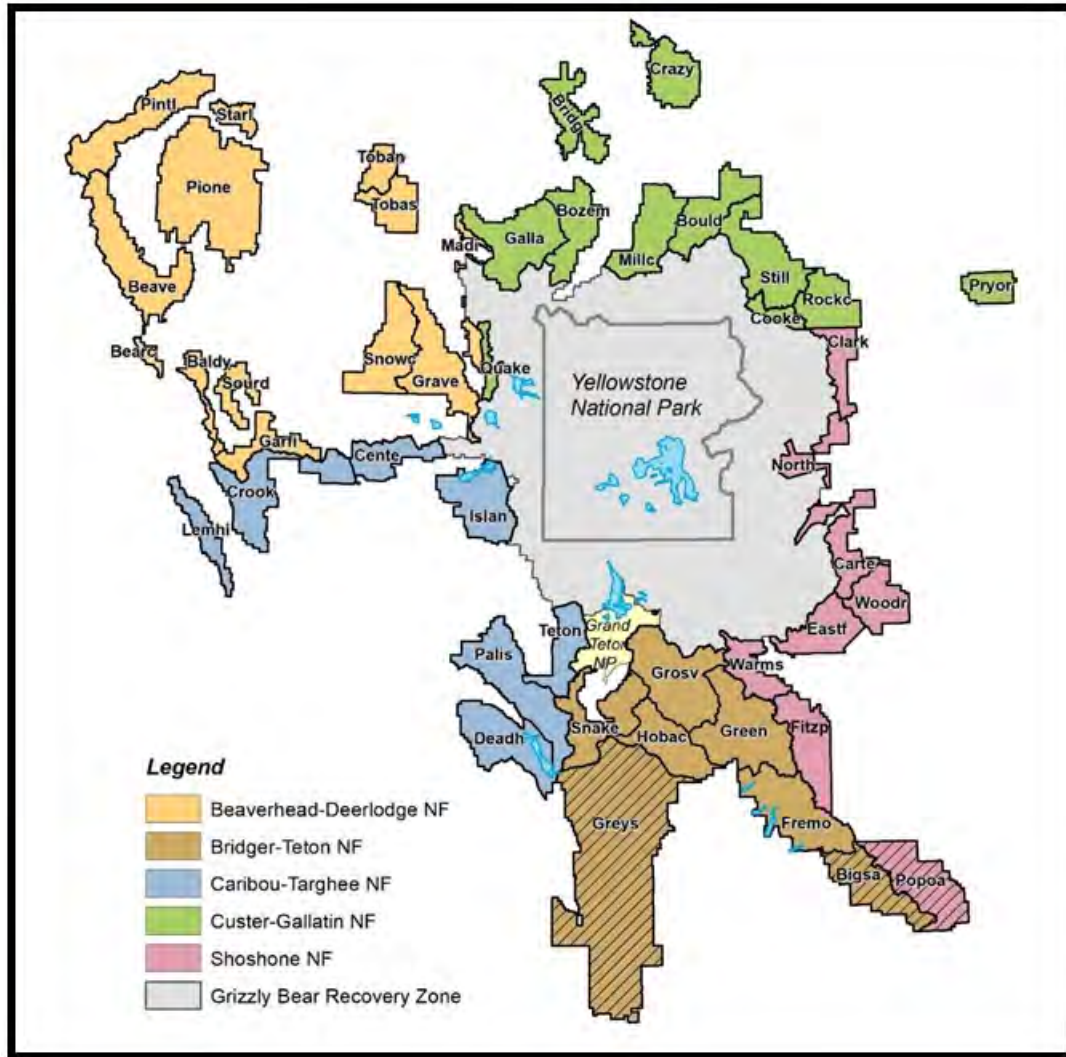 Crazy
Pintl
Starl
Bridg
Toban
Pione
Tobas
Bozem
Bould
Galla
Madi
Millc
Still
Beave
Pryor
Rockc
Cooke
Clark
Bearc
Baldy
Snowc
Quake
Sourd
Grave
Yellowstone
National Park
Garfi
Cente
North
Crook
Islan
Lemhi
Carte
Woodr
Teton
Grand
Teton
NP
Eastf
Palis
Warms
Grosv
Snake
Fitzp
Deadh
Hobac
Green
Greys
Fremo
Bigsa
Popoa
Legend
Beaverhead-Deerlodge NF
Bridger-Teton NF
Caribou-Targhee NF
Custer-Gallatin NF
Shoshone NF
Grizzly Bear Recovery Zone